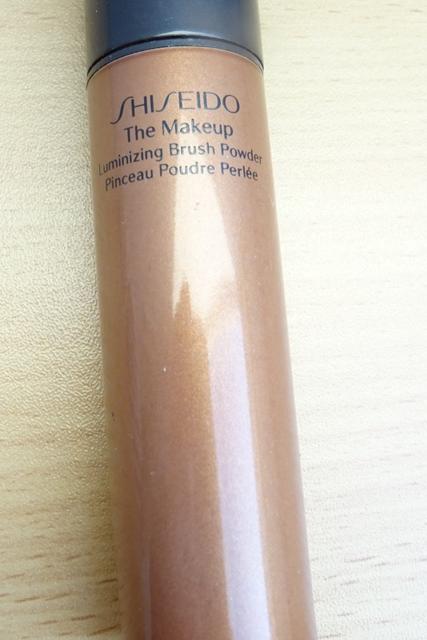 SHISEIDO
The Makeup
Luminizing Brush Powder
Pinceau Poudre Perlée